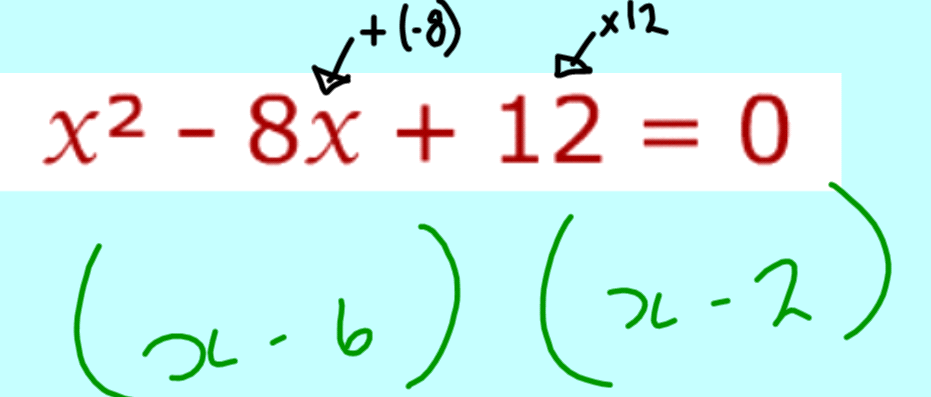 + (-8) x12
x² - 8x + 12 = 0
(x - 6) (x - 2)